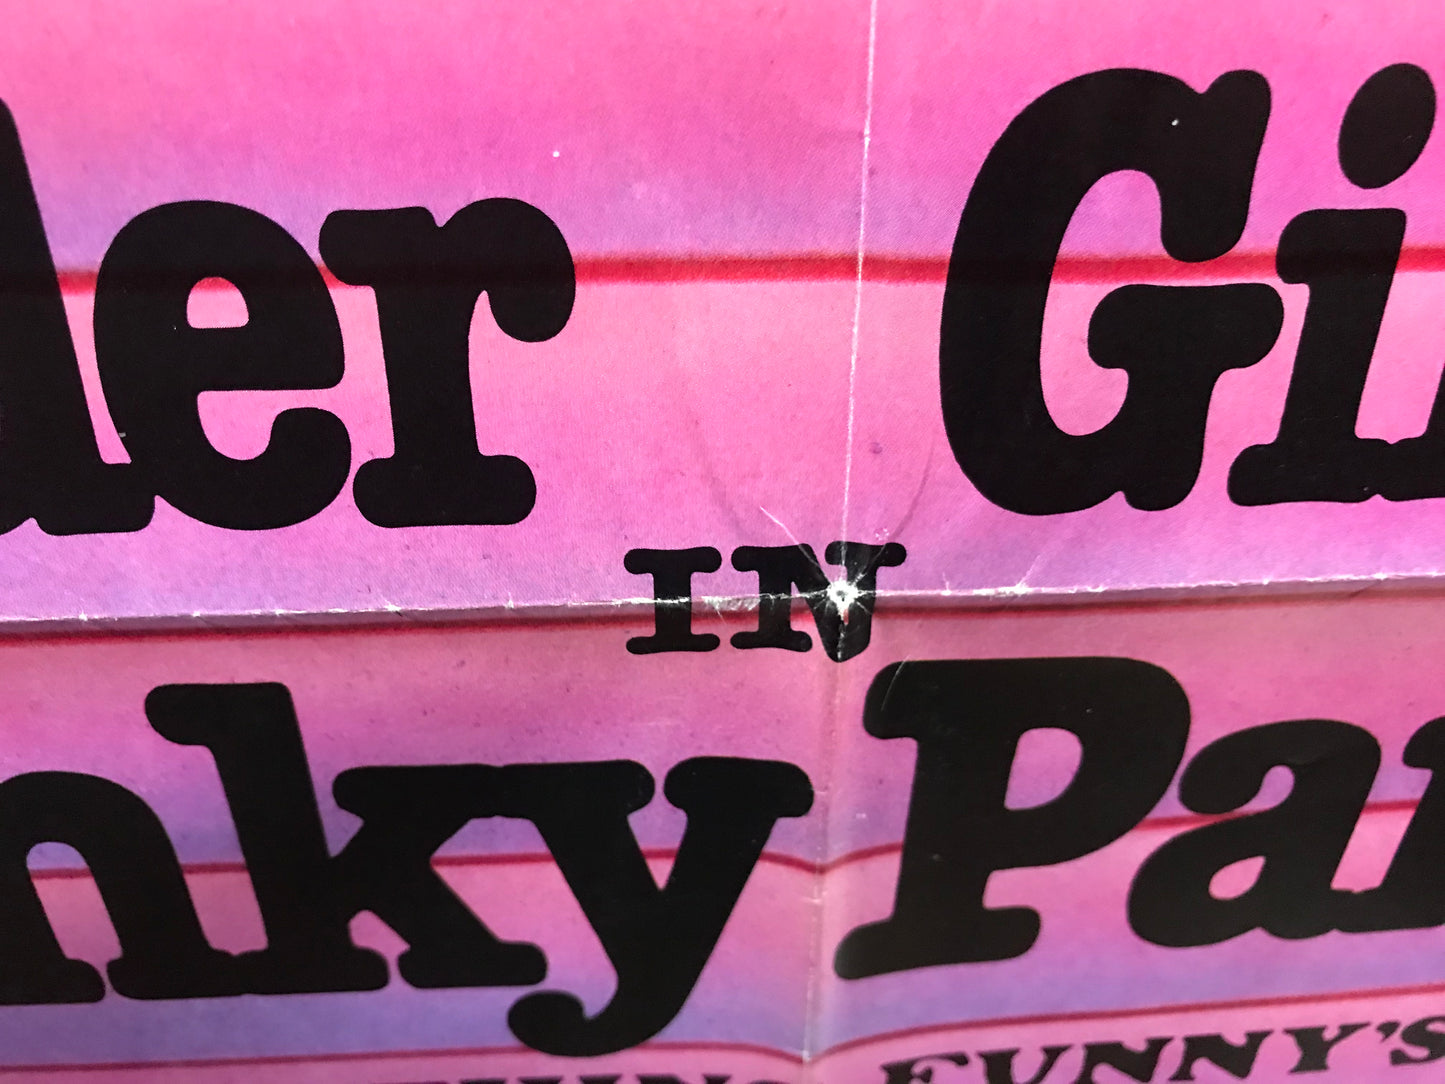 der Gi
IN
nky Pa
FUNNY'S